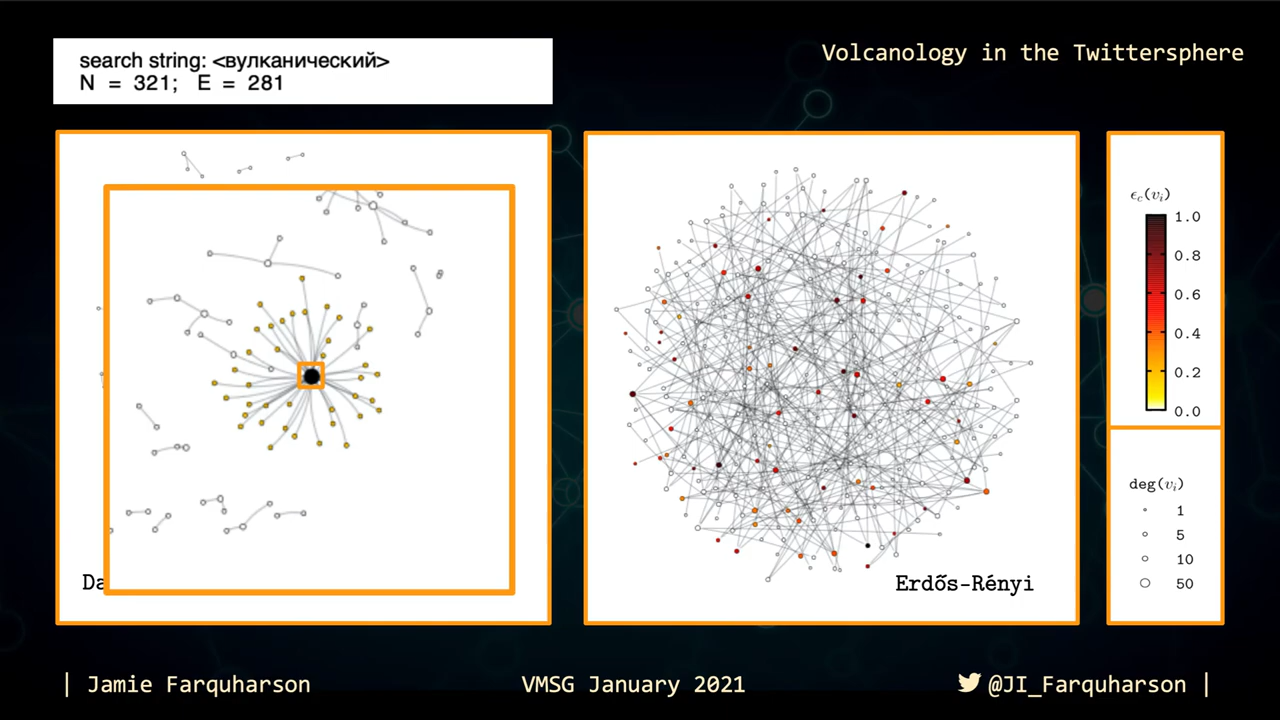 search string: <вулканический>
N = 321; E = 281
Volcanology in the Twittersphere
Erdős-Rényi
ϵc(vi)
1.0
0.8
0.6
0.4
0.2
0.0
deg(vi)
1
5
10
50
| Jamie Farquharson
VMSG January 2021
@JI_Farquharson |